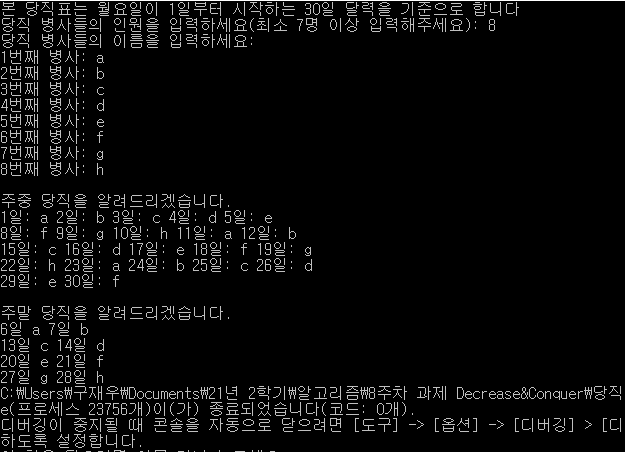 본 당직표는 월요일이 1일부터 시작하는 30일 달력을 기준으로 합니다
당직 병사들의 인원을 입력하세요(최소 7명 이상 입력해주세요): 8
당직 병사들의 이름을 입력하세요:
1번째 병사: a
2번째 병사: b
3번째 병사: c
4번째 병사: d
5번째 병사: e
6번째 병사: f
7번째 병사: g
8번째 병사: h
주중 당직을 알려드리겠습니다.
1일: a 2일: b 3일: c 4일: d 5일: e
8일: f 9일: g 10일: h 11일: a 12일: b
15일: c 16일: d 17일: e 18일: f 19일: g
22일: h 23일: a 24일: b 25일: c 26일: d
29일: e 30일: f
주말 당직을 알려드리겠습니다.
6일 a 7일 b
13일 c 14일 d
20일 e 21일 f
27일 g 28일 h
C:₩Users₩구재우₩Documents₩21년 2학기₩알고리즘₩8주차 과제 Decrease&Conquer₩당직
e(프로세스 23756개)이(가) 종료되었습니다(코드: 0개).
디버깅이 중지될 때 콘솔을 자동으로 닫으려면 [도구] -> [옵션] -> [디버깅] > [디
하도록 설정합니다.